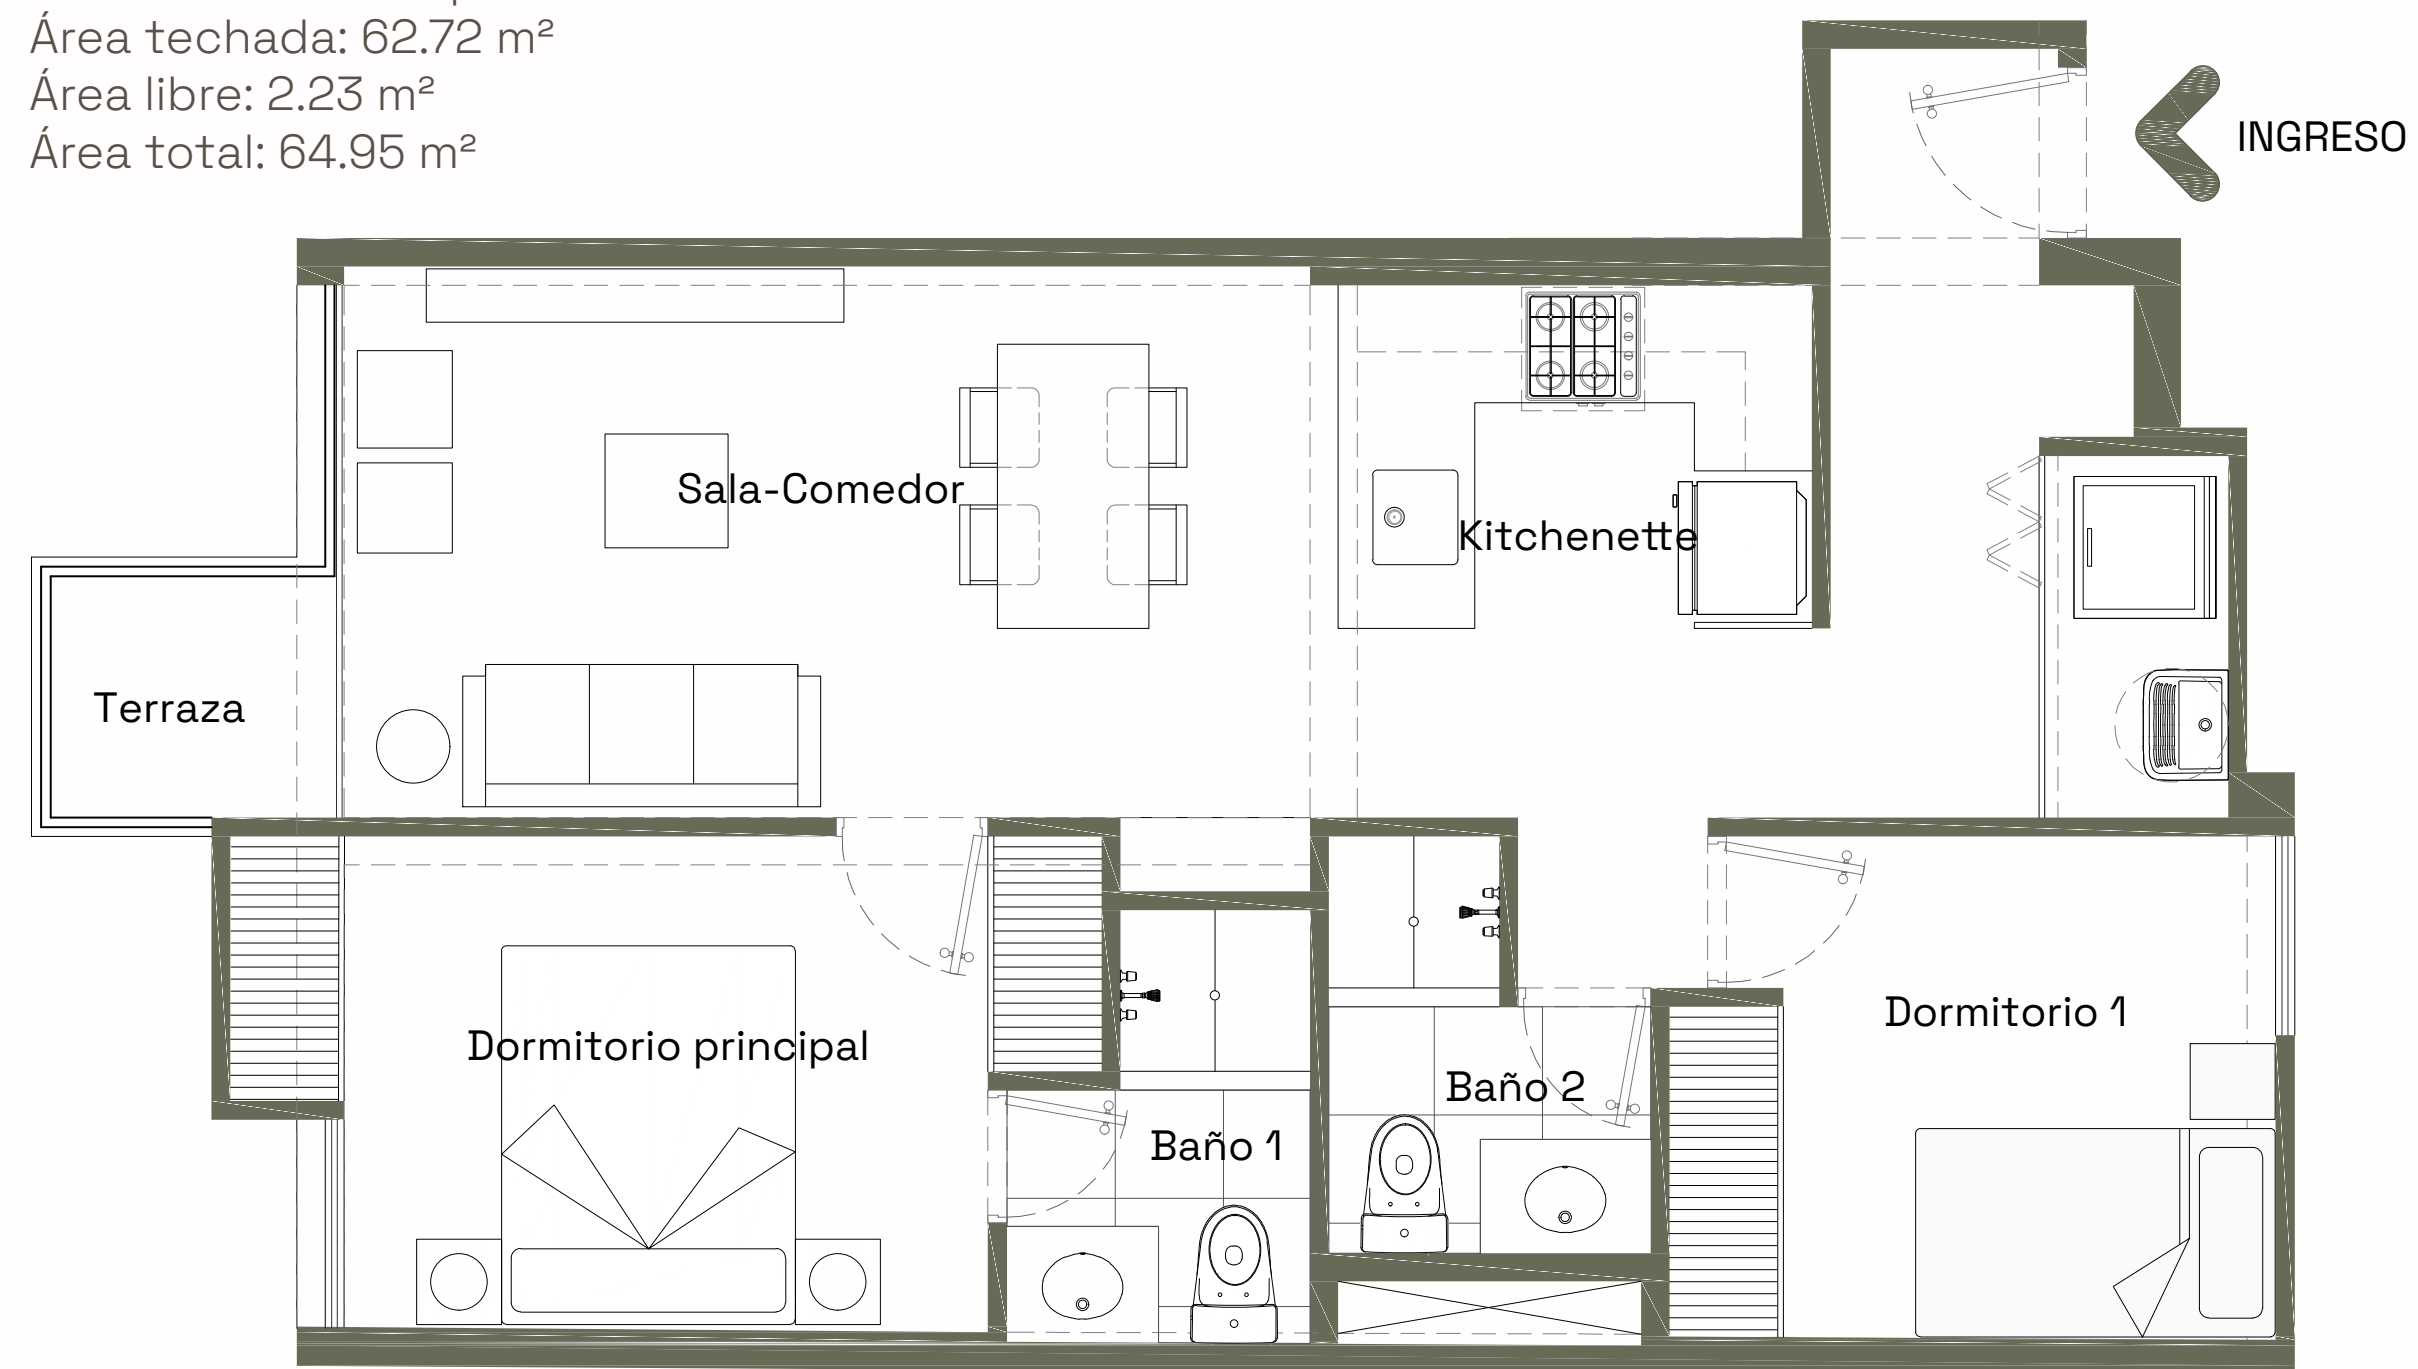 Área techada: 62.72 m²
Área libre: 2.23 m²
Área total: 64.95 m²
INGRESO
Sala-Comedor
Kitchenette
Terraza
Dormitorio principal
Dormitorio 1
Baño 2
Baño 1